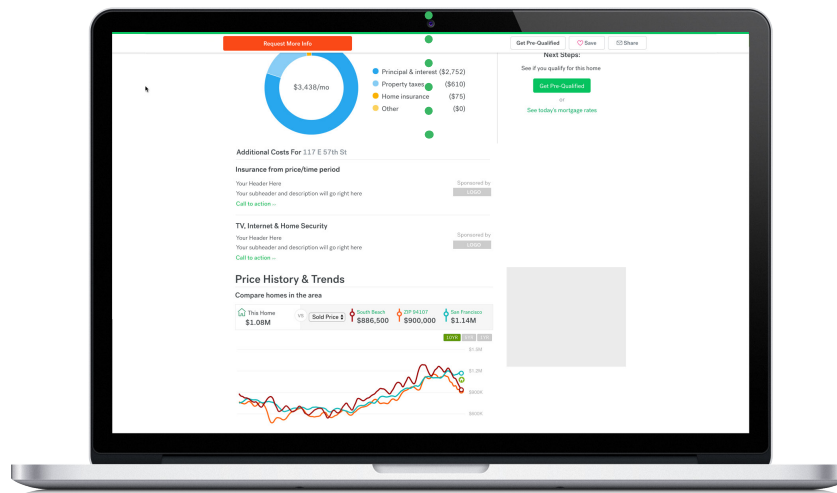 Request More Info
Get Pre-Qualified
Save
Share
$3,438/mo
Principal & interest ($2,752)
Property taxes ($610)
Home insurance ($75)
Other ($0)
Next Steps:
See if you qualify for this home
Get Pre-Qualified
or
See today's mortgage rates
Additional Costs For 117 E 57th St
Insurance from price/time period
Your Header Here
Your subheader and description will go right here
Call to action
Sponsored by
LOGO
TV, Internet & Home Security
Your Header Here
Your subheader and description will go right here
Call to action
Sponsored by
LOGO
Price History & Trends
Compare homes in the area
This Home
$1.08M
VS
Sold Price
South Beach
$886,500
ZIP 94107
$900,000
San Francisco
$1.14M
10YR